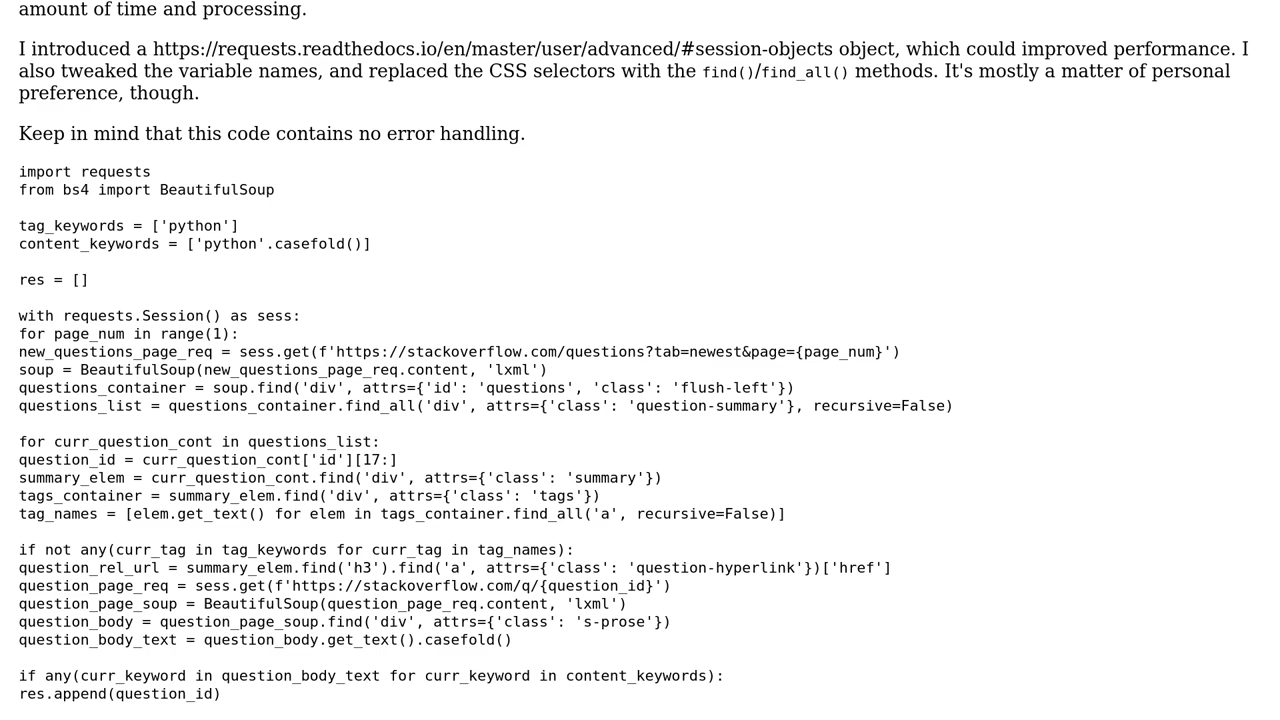 amount of time and processing.
I introduced a https://requests.readthedocs.io/en/master/user/advanced/#session-objects object, which could improved performance. I
also tweaked the variable names, and replaced the CSS selectors with the find()/find_all() methods. It's mostly a matter of personal
preference, though.
Keep in mind that this code contains no error handling.
import requests
from bs4 import BeautifulSoup
tag_keywords = ['python']
content_keywords = ['python'.casefold()]
res = []
with requests.Session() as sess:
for page_num in range(1):
new_questions_page_req = sess.get(f'https://stackoverflow.com/questions?tab=newest&page={page_num}')
soup = BeautifulSoup(new_questions_page_req.content, 'lxml')
questions_container = soup.find('div', attrs={'id': 'questions', 'class': 'flush-left'})
questions_list = questions_container.find_all('div', attrs={'class': 'question-summary'}, recursive=False)
for curr_question_cont in questions_list:
question_id = curr_question_cont['id'][17:]
summary_elem = curr_question_cont.find('div', attrs={'class': 'summary'})
tags_container = summary_elem.find('div', attrs={'class': 'tags'})
tag_names = [elem.get_text() for elem in tags_container.find_all('a', recursive=False)]
if not any(curr_tag in tag_keywords for curr_tag in tag_names):
question_rel_url = summary_elem.find('h3').find('a', attrs={'class': 'question-hyperlink'})['href']
question_page_req = sess.get(f'https://stackoverflow.com/q/{question_id}')
question_page_soup = BeautifulSoup(question_page_req.content, 'lxml')
question_body = question_page_soup.find('div', attrs={'class': 's-prose'})
question_body_text = question_body.get_text().casefold()
if any(curr_keyword in question_body_text for curr_keyword in content_keywords):
res.append(question_id)